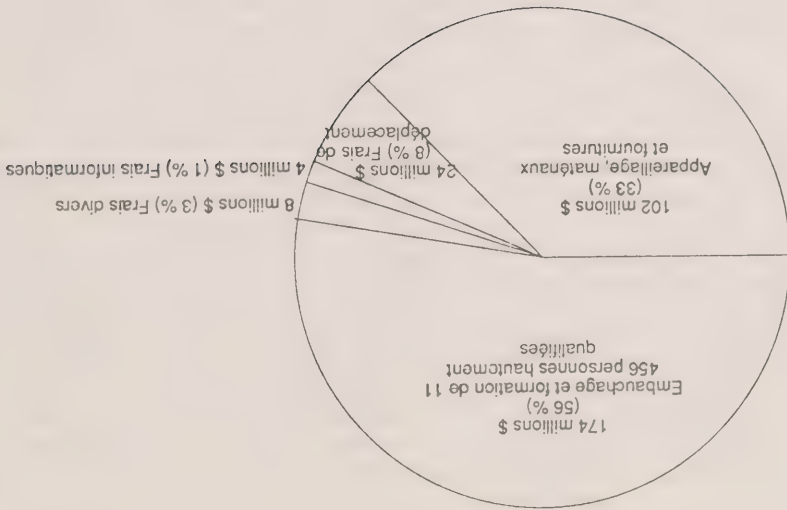 174 millions $
(56 %)
Embauchage et formation de 11
456 personnes hautement
qualifiées
8 millions $ (3 %) Frais divers
4 millions $ (1 %) Frais informatiques
102 millions $
(33 %)
Appareillage, matériaux
et fournitures
24 millions $
(8 %) Frais de
déplacement